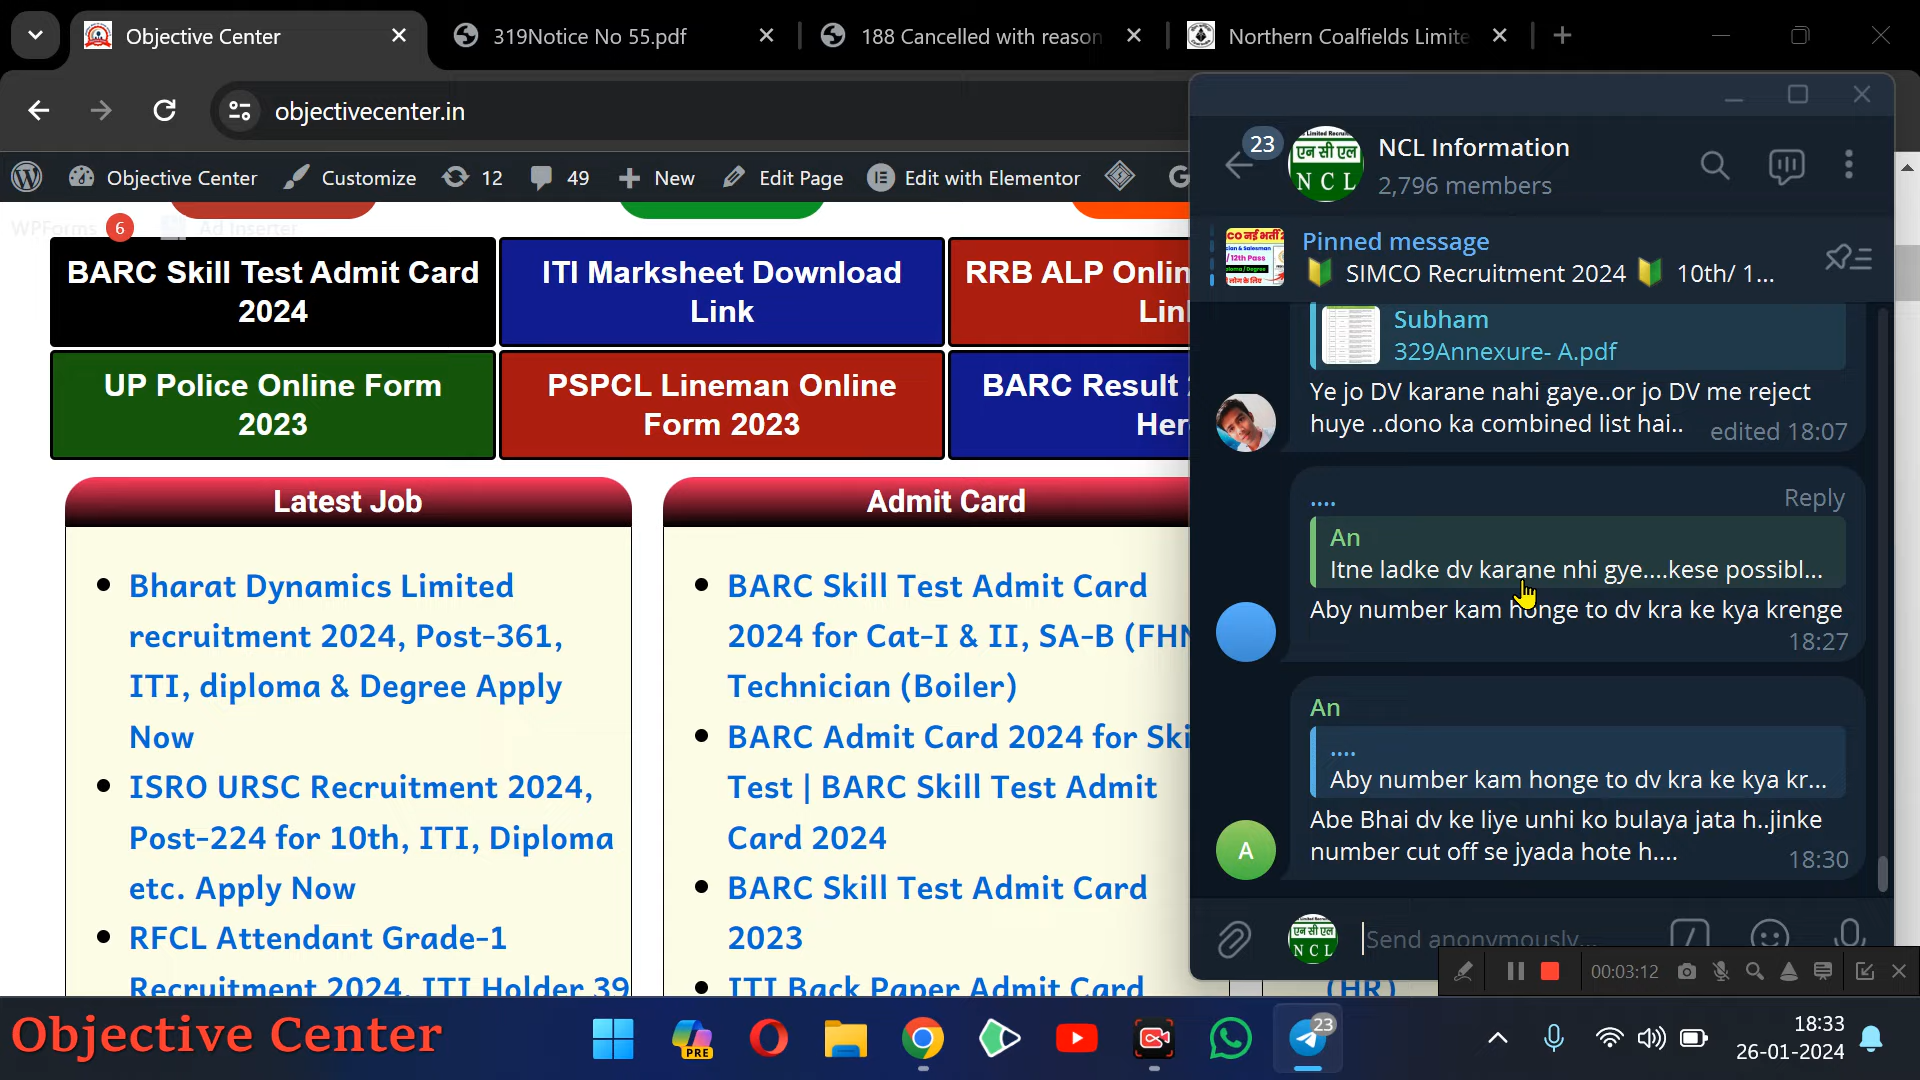 Objective Center
319Notice No 55.pdf
188 Cancelled with reason
Northern Coalfields Limite
objectivecenter.in
Objective Center
Customize
12
49
New
Edit Page
Edit with Elementor
G
WPForms
6
Ad Inserter
BARC Skill Test Admit Card
2024
ITI Marksheet Download
Link
RRB ALP Onlin
Lin
UP Police Online Form
2023
PSPCL Lineman Online
Form 2023
BARC Result
Her
Latest Job
Bharat Dynamics Limited
recruitment 2024, Post-361,
ITI, diploma & Degree Apply
Now
ISRO URSC Recruitment 2024,
Post-224 for 10th, ITI, Diploma
etc. Apply Now
RFCL Attendant Grade-1
Recruitment 2024, ITI Holder 39
Admit Card
BARC Skill Test Admit Card
2024 for Cat-I & II, SA-B (FHN
Technician (Boiler)
BARC Admit Card 2024 for Ski
Test | BARC Skill Test Admit
Card 2024
BARC Skill Test Admit Card
2023
ITI Back Paper Admit Card
(HR)
23
एन सी एल
N C L
NCL Information
2,796 members
Pinned message
SIMCO Recruitment 2024 🔰 10th/ 1...
Subham
329Annexure- A.pdf
Ye jo DV karane nahi gaye..or jo DV me reject
huye ..dono ka combined list hai..
edited 18:07
....
Reply
An
Itne ladke dv karane nhi gye....kese possibl...
Aby number kam honge to dv kra ke kya krenge
18:27
An
....
Aby number kam honge to dv kra ke kya kr...
Abe Bhai dv ke liye unhi ko bulaya jata h..jinke
number cut off se jyada hote h....
18:30
A
एन सी एल
N C L
Send anonymously...
00:03:12
Objective Center
PRE
23
18:33
26-01-2024